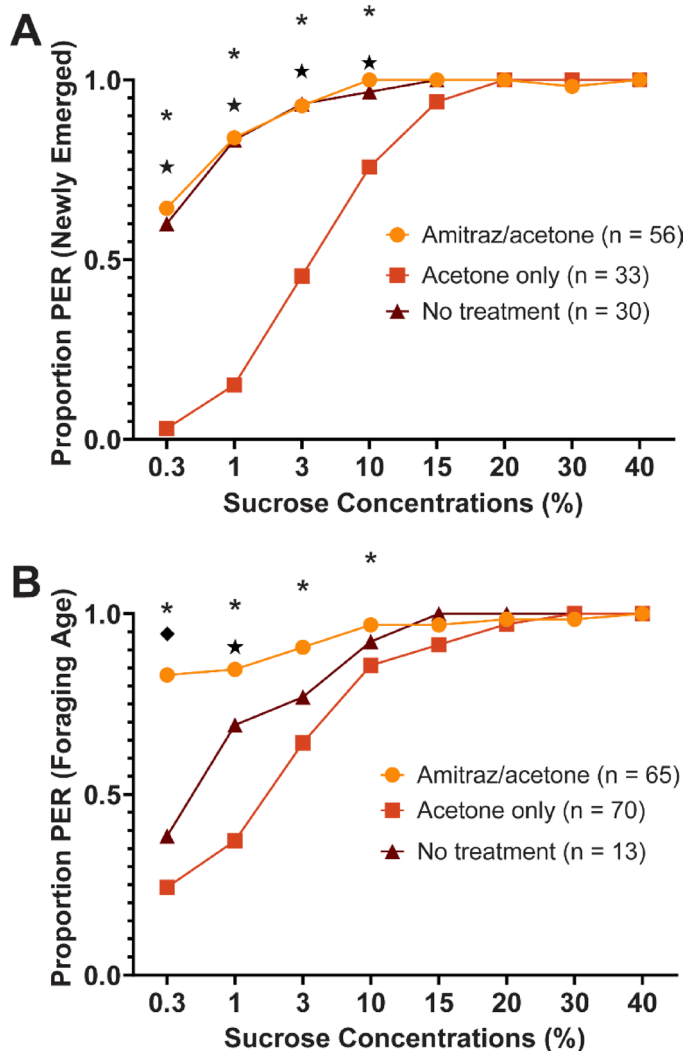 A
* * * *
★ ★ ★ ★
Proportion PER (Newly Emerged)
1.0
0.5
0.0
Amitraz/acetone (n = 56)
Acetone only (n = 33)
No treatment (n = 30)
0.3 1 3 10 15 20 30 40
Sucrose Concentrations (%)
B
* * * *
◆ ★
Proportion PER (Foraging Age)
1.0
0.5
0.0
Amitraz/acetone (n = 65)
Acetone only (n = 70)
No treatment (n = 13)
0.3 1 3 10 15 20 30 40
Sucrose Concentrations (%)